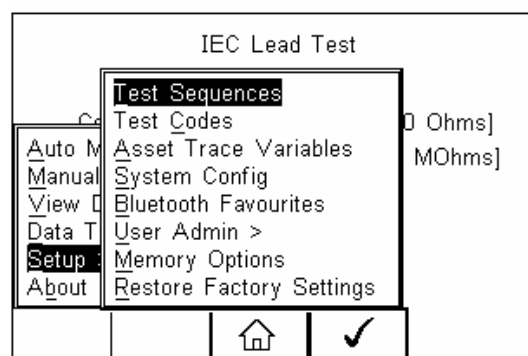 IEC Lead Test
Test Sequences
Test Codes
0 Ohms]
Asset Trace Variables
MOhms]
System Config
Bluetooth Favourites
User Admin >
Memory Options
Restore Factory Settings
Auto M
Manual
View D
Data T
Setup
About